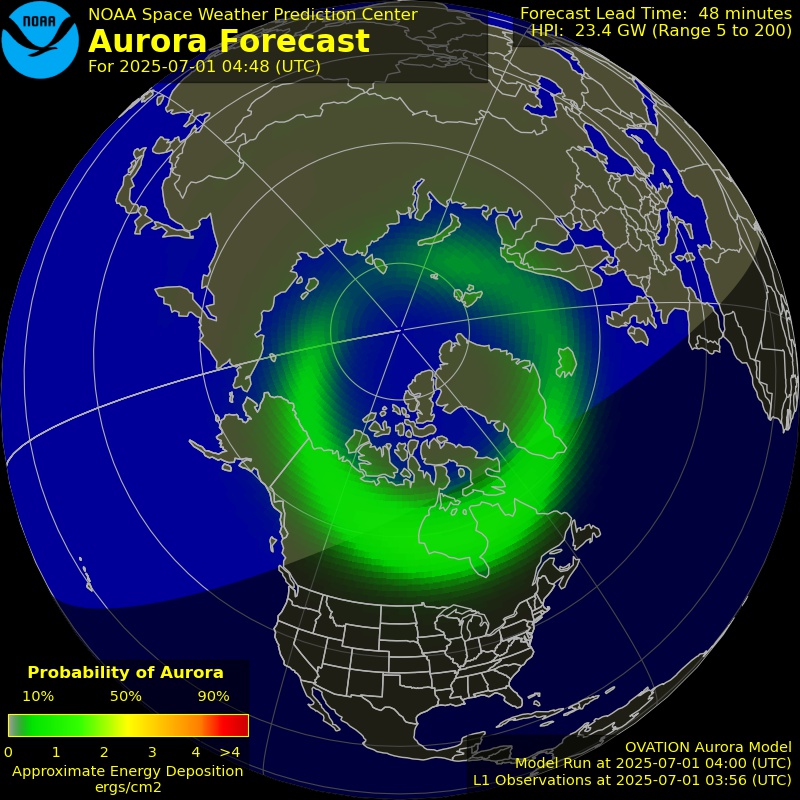 NOAA
NOAA Space Weather Prediction Center
Aurora Forecast
For 2025-07-01 04:48 (UTC)
Forecast Lead Time: 48 minutes
HPI: 23.4 GW (Range 5 to 200)
Probability of Aurora
10% 50% 90%
0 1 2 3 4 >4
Approximate Energy Deposition
ergs/cm2
OVATION Aurora Model
Model Run at 2025-07-01 04:00 (UTC)
L1 Observations at 2025-07-01 03:56 (UTC)